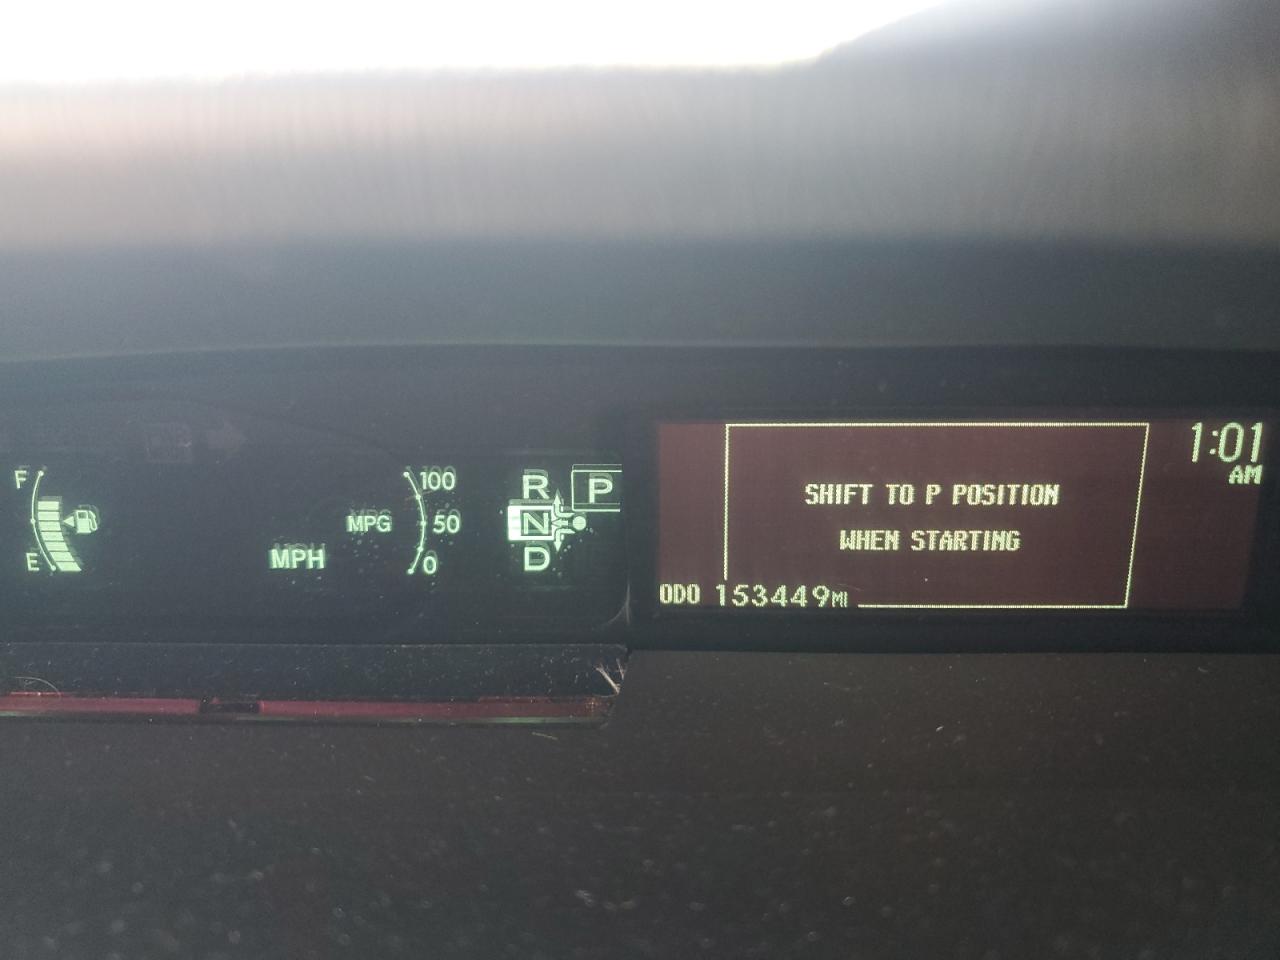 F
E
MPH
MPG
100
50
0
R
N
D
P
SHIFT TO P POSITION
WHEN STARTING
1:01
AM
ODO 153449MI